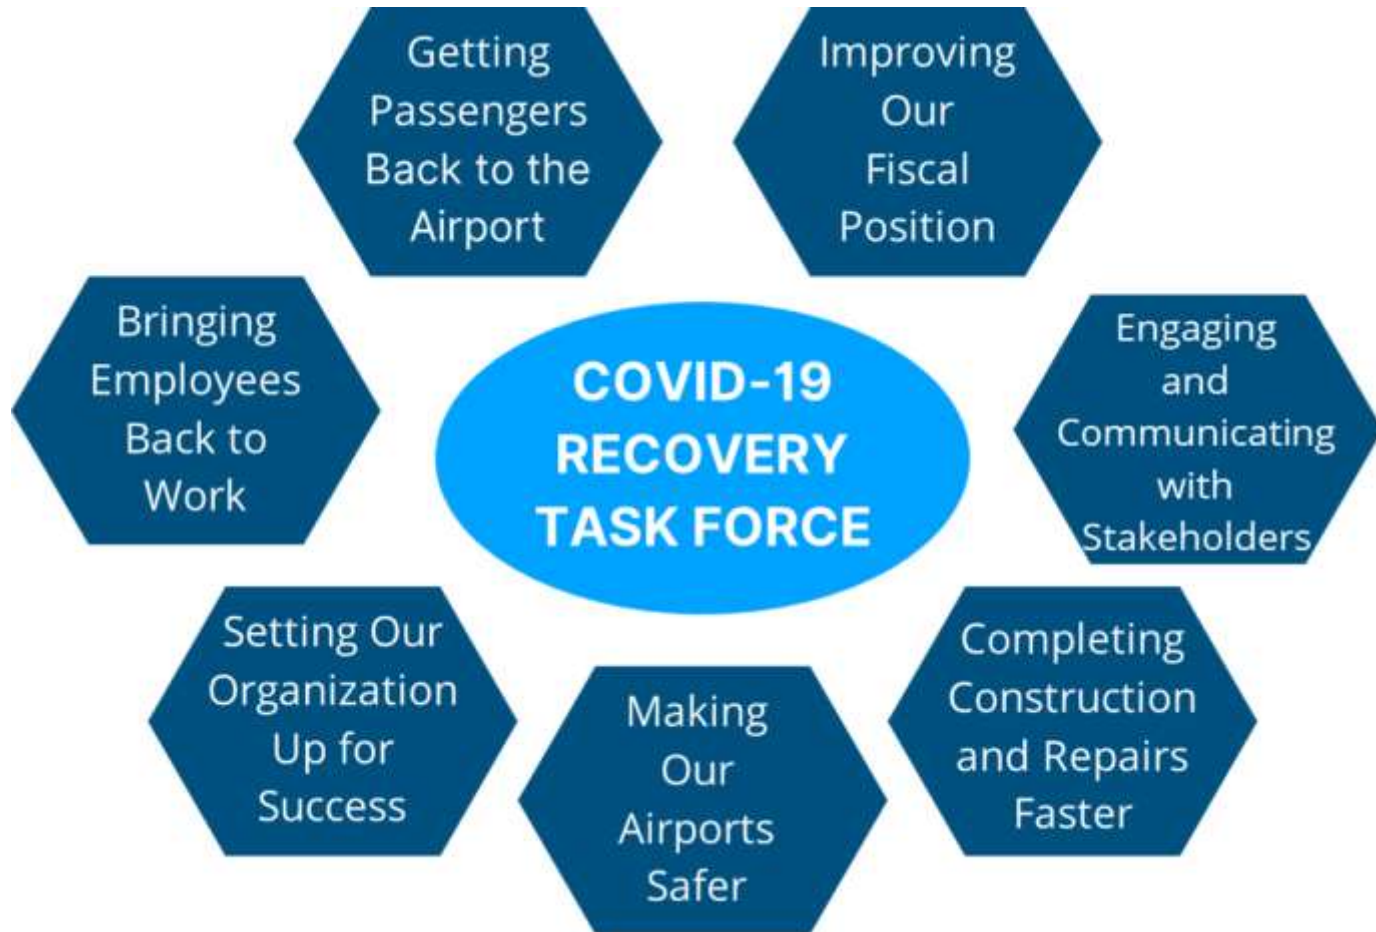 Getting
Passengers
Back to the
Airport
Improving
Our
Fiscal
Position
Bringing
Employees
Back to
Work
COVID-19
RECOVERY
TASK FORCE
Engaging
and
Communicating
with
Stakeholders
Setting Our
Organization
Up for
Success
Making
Our
Airports
Safer
Completing
Construction
and Repairs
Faster